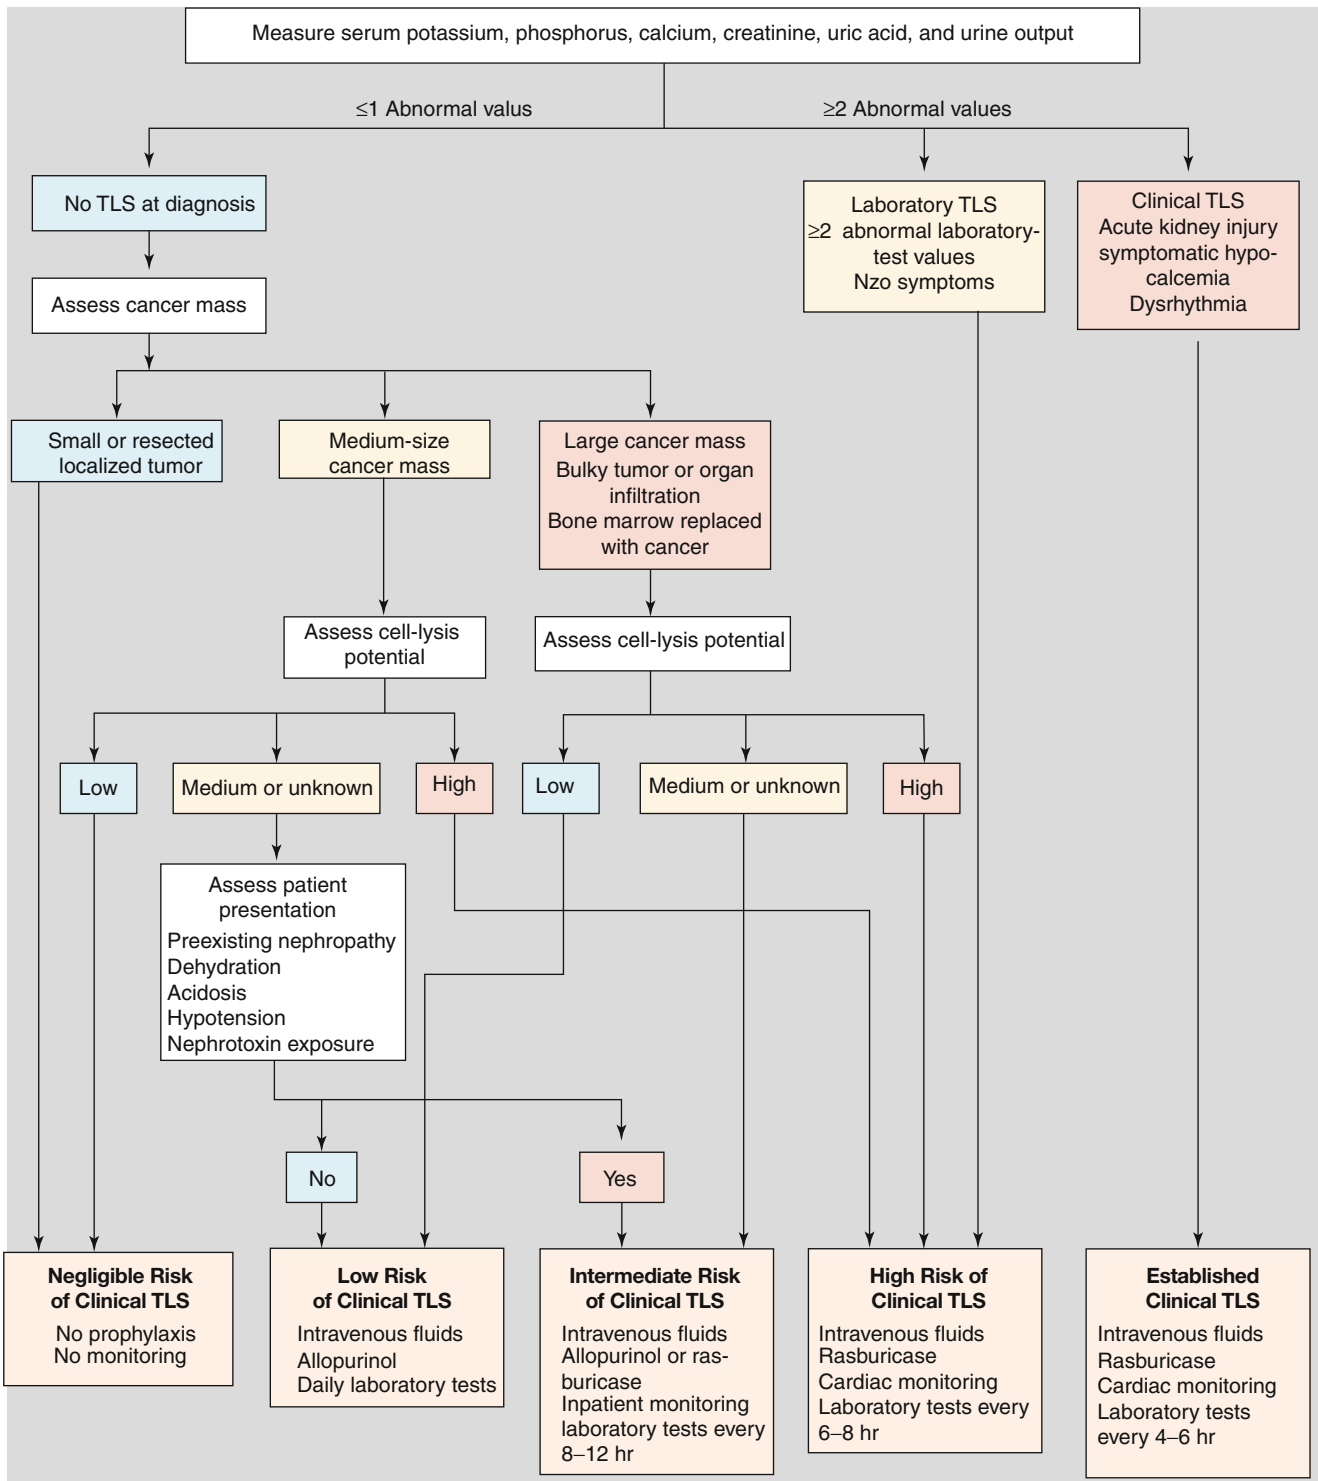 Measure serum potassium, phosphorus, calcium, creatinine, uric acid, and urine output
≤1 Abnormal valus
≥2 Abnormal values
No TLS at diagnosis
Laboratory TLS
≥2 abnormal laboratory-
test values
Nzo symptoms
Clinical TLS
Acute kidney injury
symptomatic hypo-
calcemia
Dysrhythmia
Assess cancer mass
Small or resected
localized tumor
Medium-size
cancer mass
Large cancer mass
Bulky tumor or organ
infiltration
Bone marrow replaced
with cancer
Assess cell-lysis
potential
Assess cell-lysis potential
Low
Medium or unknown
High
Low
Medium or unknown
High
Assess patient
presentation
Preexisting nephropathy
Dehydration
Acidosis
Hypotension
Nephrotoxin exposure
No
Yes
Negligible Risk
of Clinical TLS
No prophylaxis
No monitoring
Low Risk
of Clinical TLS
Intravenous fluids
Allopurinol
Daily laboratory tests
Intermediate Risk
of Clinical TLS
Intravenous fluids
Allopurinol or ras-
buricase
Inpatient monitoring
laboratory tests every
8–12 hr
High Risk of
Clinical TLS
Intravenous fluids
Rasburicase
Cardiac monitoring
Laboratory tests every
6–8 hr
Established
Clinical TLS
Intravenous fluids
Rasburicase
Cardiac monitoring
Laboratory tests
every 4–6 hr